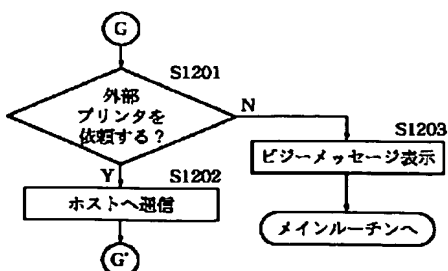 G
S1201
外部
プリンタを
依頼する？
N
S1203
ビジーメッセージ表示
Y
S1202
ホストへ通信
メインルーチンへ
G'